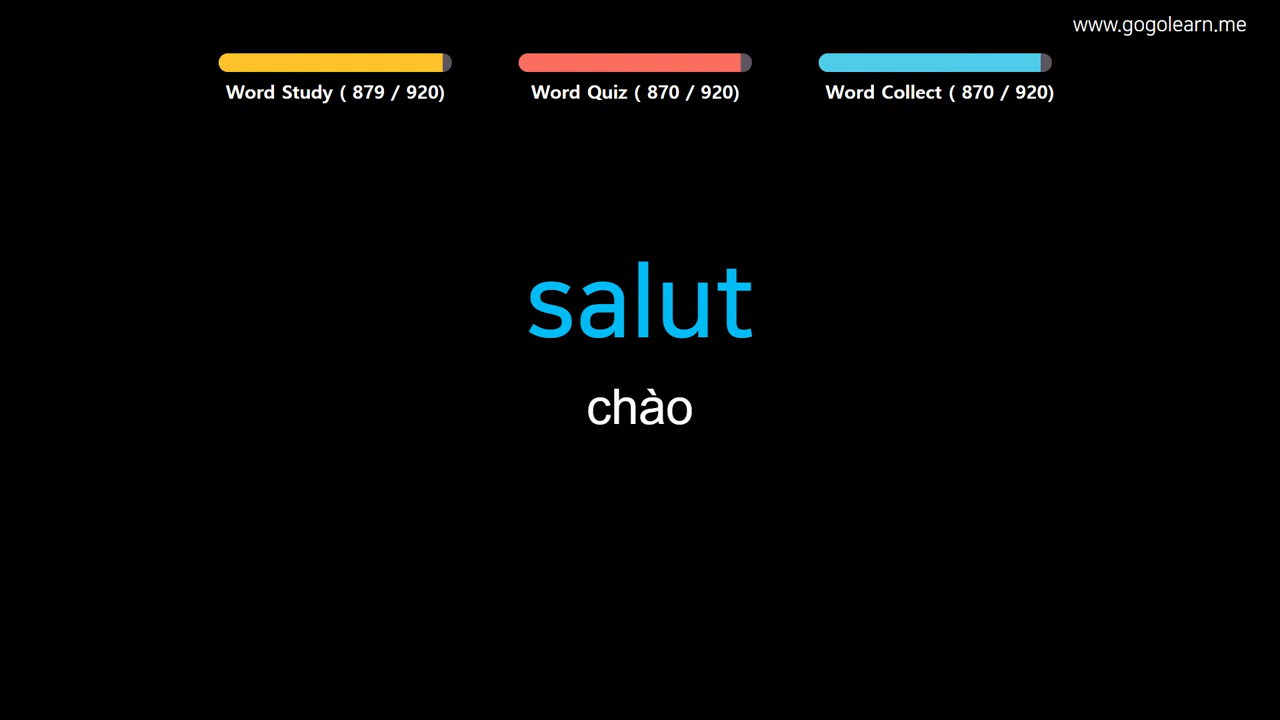 www.gogolearn.me
Word Study ( 879 / 920)
Word Quiz ( 870 / 920)
Word Collect ( 870 / 920)
salut
chào